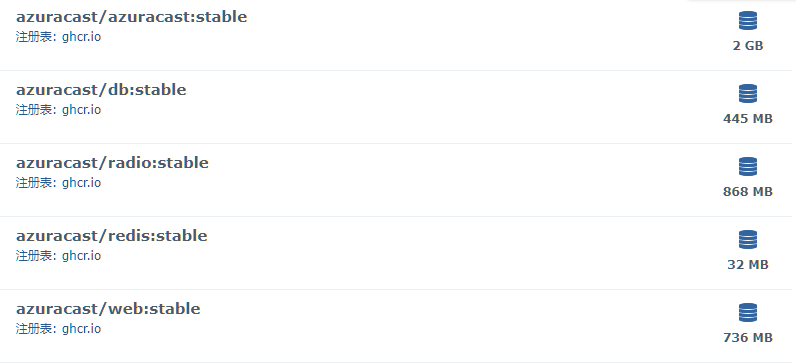 azuracast/azuracast:stable
注册表: ghcr.io
2 GB
azuracast/db:stable
注册表: ghcr.io
445 MB
azuracast/radio:stable
注册表: ghcr.io
868 MB
azuracast/redis:stable
注册表: ghcr.io
32 MB
azuracast/web:stable
注册表: ghcr.io
736 MB